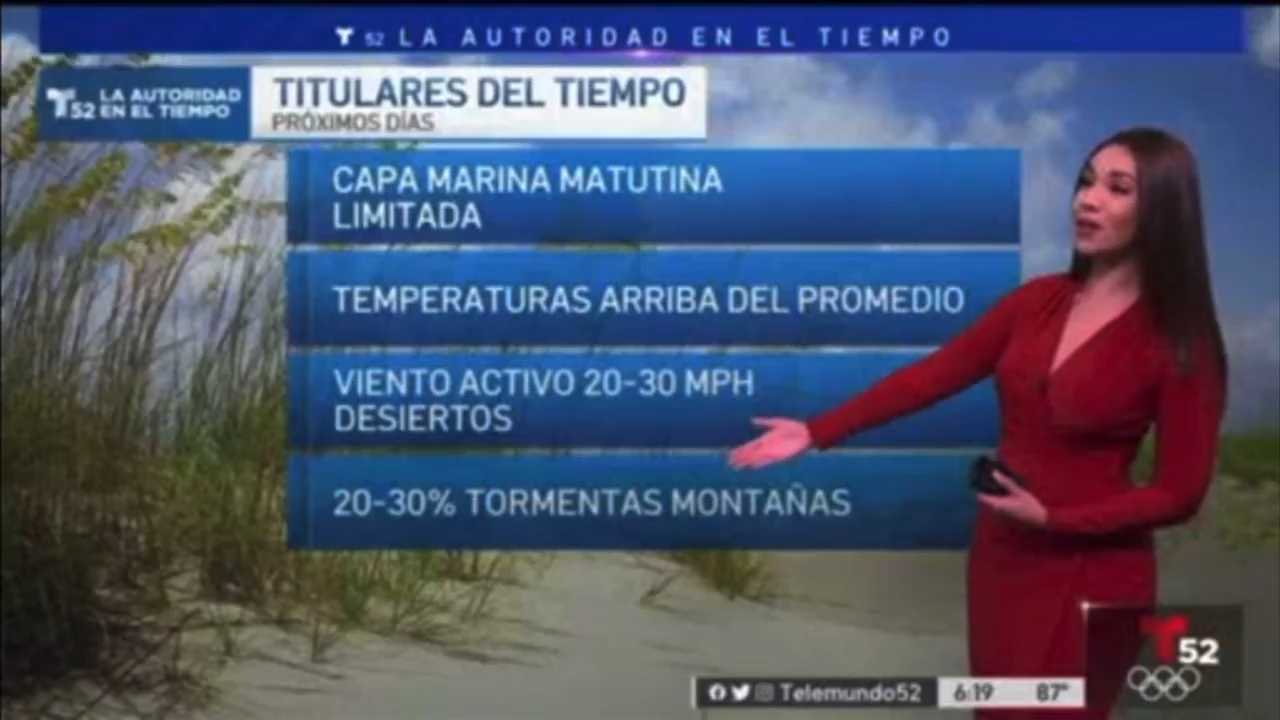 T 52 LA AUTORIDAD EN EL TIEMPO
T 52 LA AUTORIDAD
EN EL TIEMPO
TITULARES DEL TIEMPO
PRÓXIMOS DÍAS
CAPA MARINA MATUTINA
LIMITADA
TEMPERATURAS ARRIBA DEL PROMEDIO
VIENTO ACTIVO 20-30 MPH
DESIERTOS
20-30% TORMENTAS MONTAÑAS
T 52
Telemundo52 6:19 87°